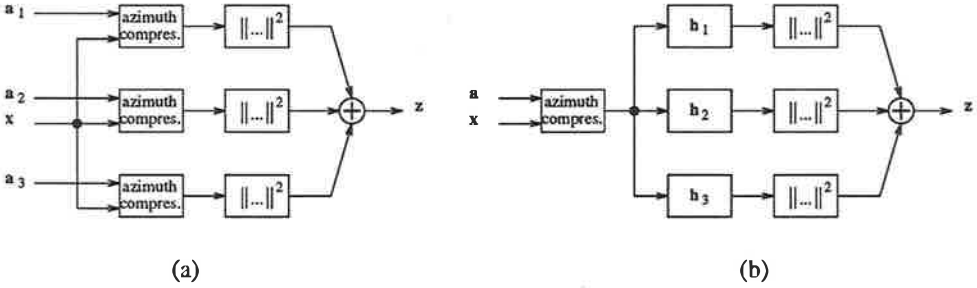 a 1
azimuth
compres.
||...||²
a 2
x
azimuth
compres.
||...||²
z
a 3
azimuth
compres.
||...||²
(a)
h 1
||...||²
a
x
azimuth
compres.
h 2
||...||²
z
h 3
||...||²
(b)